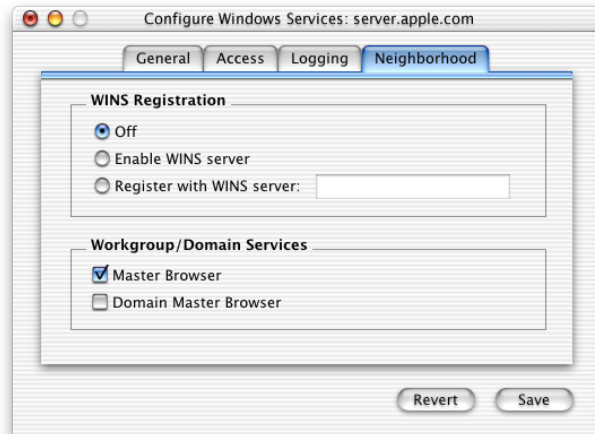 Configure Windows Services: server.apple.com
General Access Logging Neighborhood
WINS Registration
Off
Enable WINS server
Register with WINS server:
Workgroup/Domain Services
Master Browser
Domain Master Browser
Revert Save